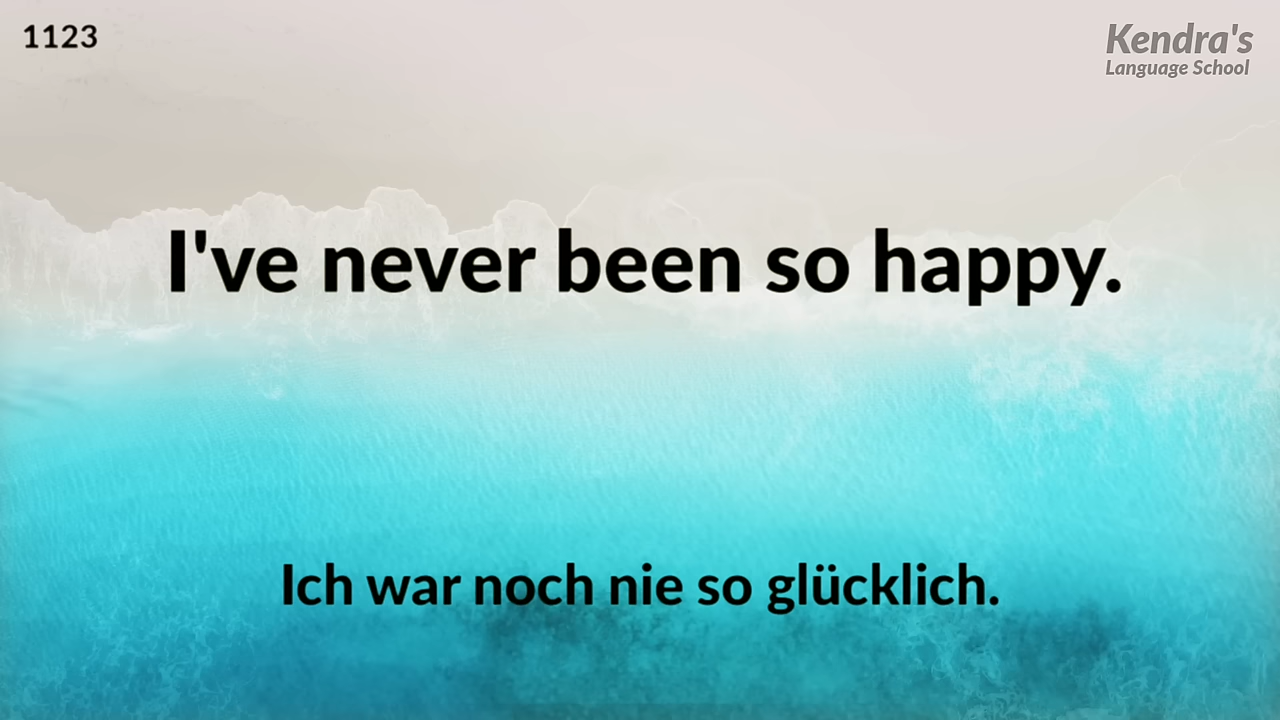 1123
Kendra's
Language School
I've never been so happy.
Ich war noch nie so glücklich.